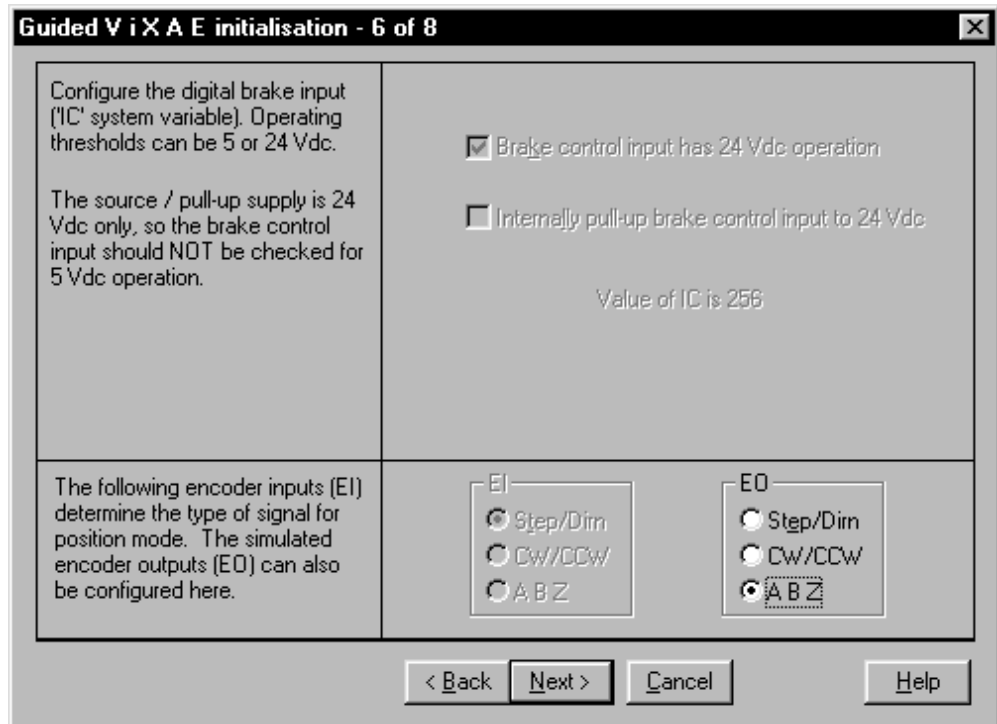 Guided V i X A E initialisation - 6 of 8
Configure the digital brake input
('IC' system variable). Operating
thresholds can be 5 or 24 Vdc.
The source / pull-up supply is 24
Vdc only, so the brake control
input should NOT be checked for
5 Vdc operation.
Brake control input has 24 Vdc operation
Internally pull-up brake control input to 24 Vdc
Value of IC is 256
The following encoder inputs (EI)
determine the type of signal for
position mode. The simulated
encoder outputs (EO) can also
be configured here.
EI
Step/Dirn
CW/CCW
A B Z
EO
Step/Dirn
CW/CCW
A B Z
< Back
Next >
Cancel
Help